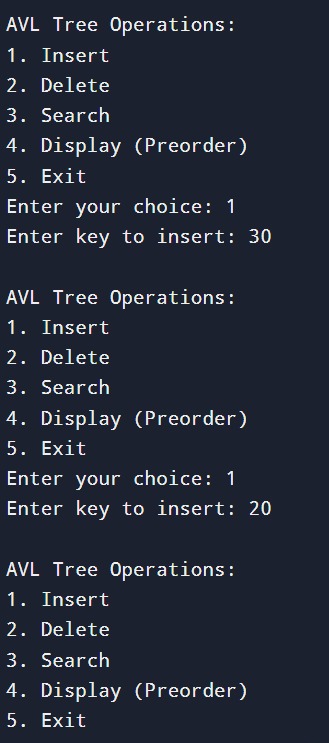 AVL Tree Operations:
1. Insert
2. Delete
3. Search
4. Display (Preorder)
5. Exit
Enter your choice: 1
Enter key to insert: 30
AVL Tree Operations:
1. Insert
2. Delete
3. Search
4. Display (Preorder)
5. Exit
Enter your choice: 1
Enter key to insert: 20
AVL Tree Operations:
1. Insert
2. Delete
3. Search
4. Display (Preorder)
5. Exit